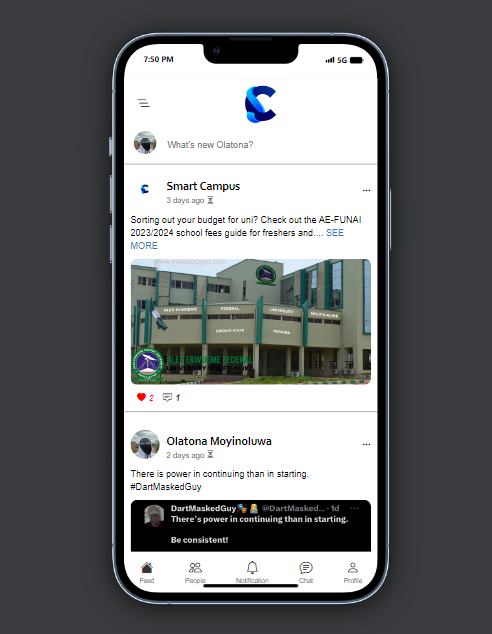 7:50 PM
5G
What's new Olatona?
Smart Campus
...
3 days ago
Sorting out your budget for uni? Check out the AE-FUNAI
2023/2024 school fees guide for freshers and.... SEE
MORE
ALEX EKWUEME FEDERAL UNIVERSITY NDUFU-ALIKE
EBONYI STATE NIGERIA
ALEX EKWUEME FEDERAL
UNIVERSITY NDUFU-ALIKE
2 1
Olatona Moyinoluwa
...
2 days ago
There is power in continuing than in starting.
#DartMaskedGuy
DartMaskedGuy @DartMasked... · 1d ...
There's power in continuing than in starting.
Be consistent!
Feed People Notification Chat Profile